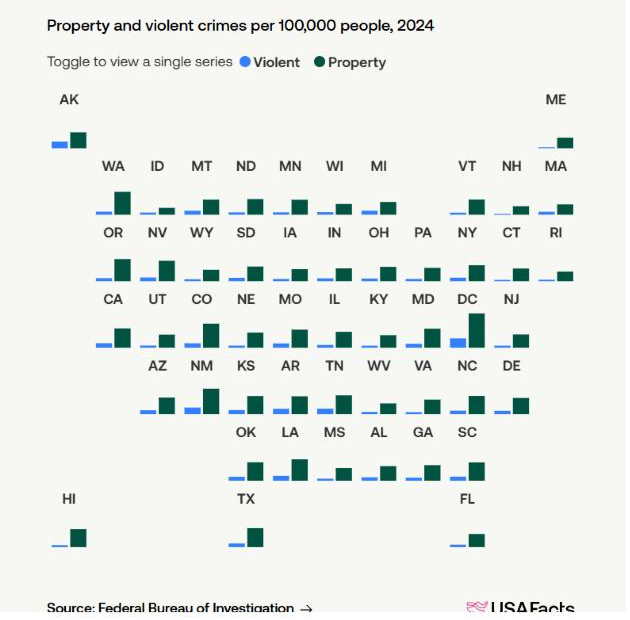 Property and violent crimes per 100,000 people, 2024
Toggle to view a single series Violent Property
AK ME
WA ID MT ND MN WI MI VT NH MA
OR NV WY SD IA IN OH PA NY CT RI
CA UT CO NE MO IL KY MD DC NJ
AZ NM KS AR TN WV VA NC DE
OK LA MS AL GA SC
HI TX FL
Source: Federal Bureau of Investigation →
USAFacts